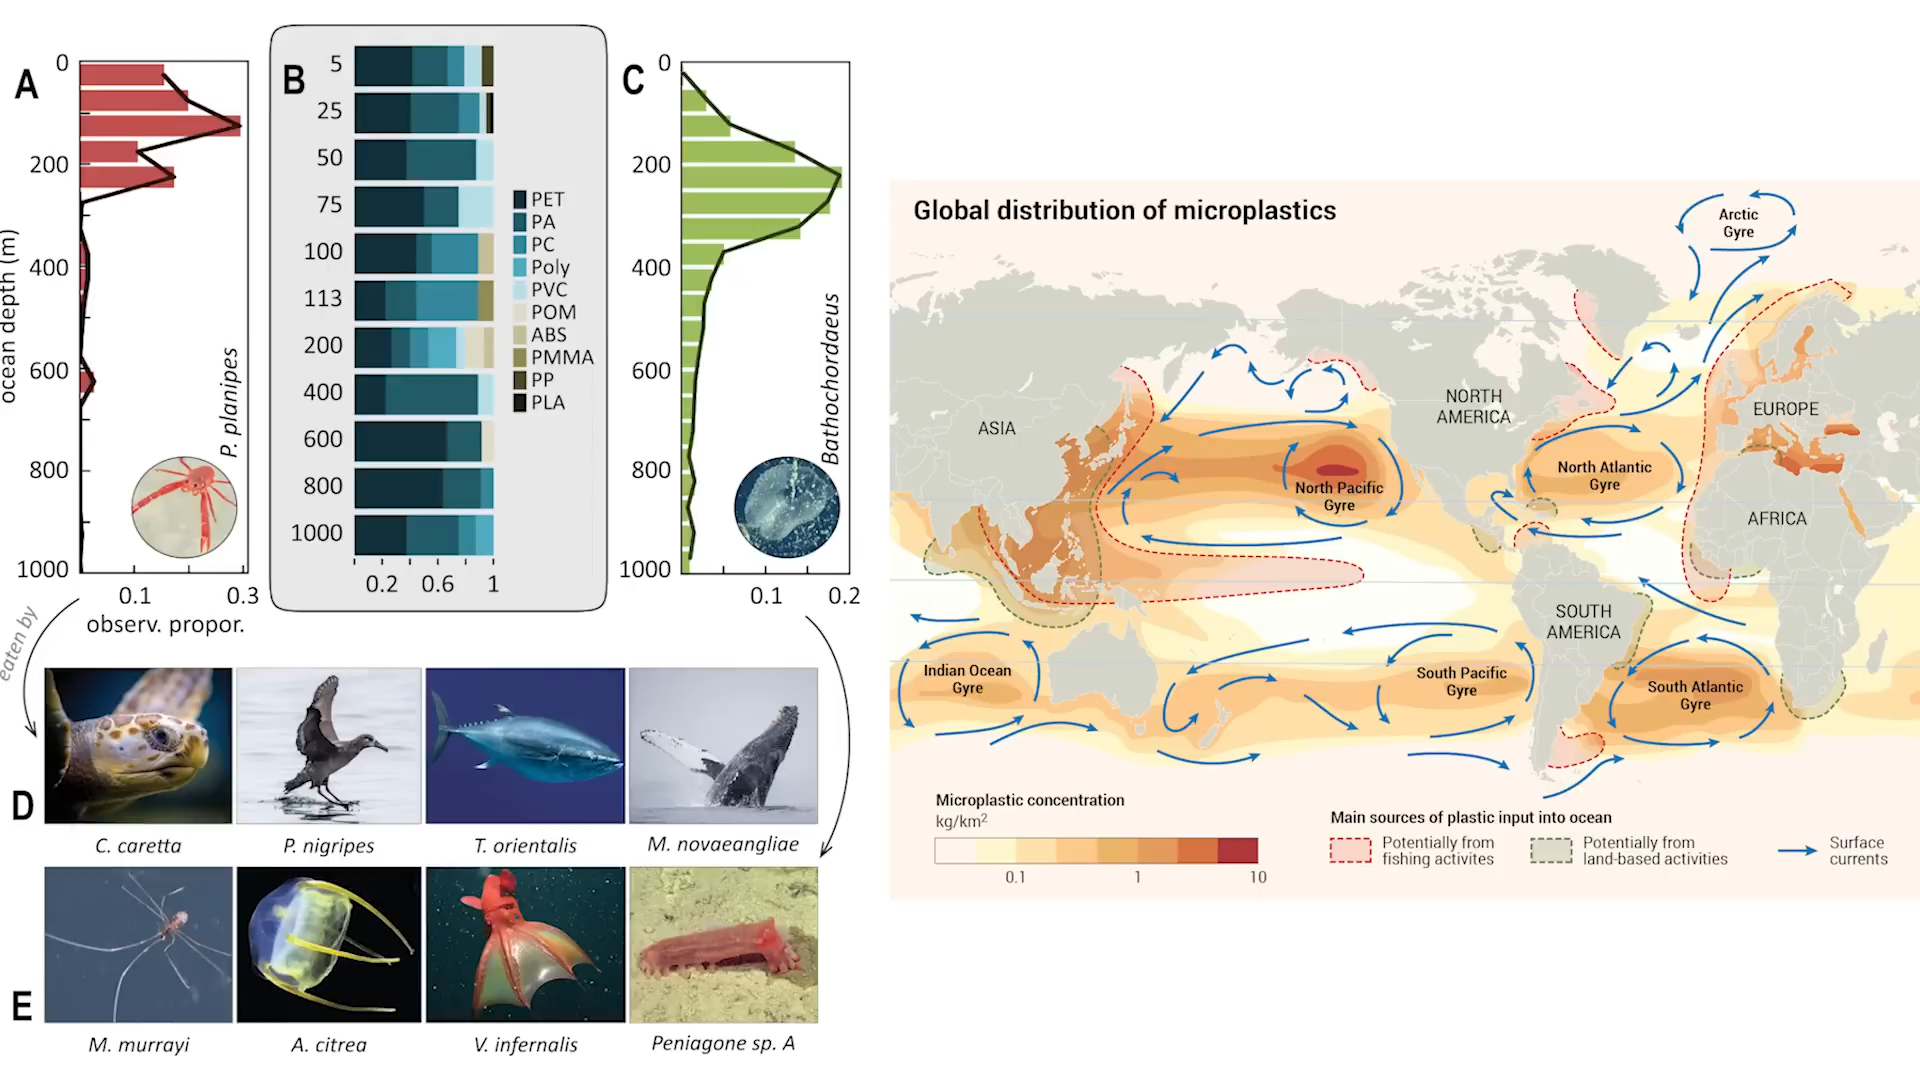 A
0
200
400
600
800
1000
ocean depth (m)
P. planipes
0.1
0.3
observ. propor.
eaten by
B
5
25
50
75
100
113
200
400
600
800
1000
0.2
0.6
1
PET
PA
PC
Poly
PVC
POM
ABS
PMMA
PP
PLA
C
0
200
400
600
800
1000
Bathochordaeus
0.1
0.2
D
C. caretta
P. nigripes
T. orientalis
M. novaeangliae
E
M. murrayi
A. citrea
V. infernalis
Peniagone sp. A
Global distribution of microplastics
Arctic
Gyre
ASIA
NORTH
AMERICA
EUROPE
North Pacific
Gyre
North Atlantic
Gyre
AFRICA
SOUTH
AMERICA
Indian Ocean
Gyre
South Pacific
Gyre
South Atlantic
Gyre
Microplastic concentration
kg/km2
0.1
1
10
Main sources of plastic input into ocean
Potentially from
fishing activites
Potentially from
land-based activities
Surface
currents